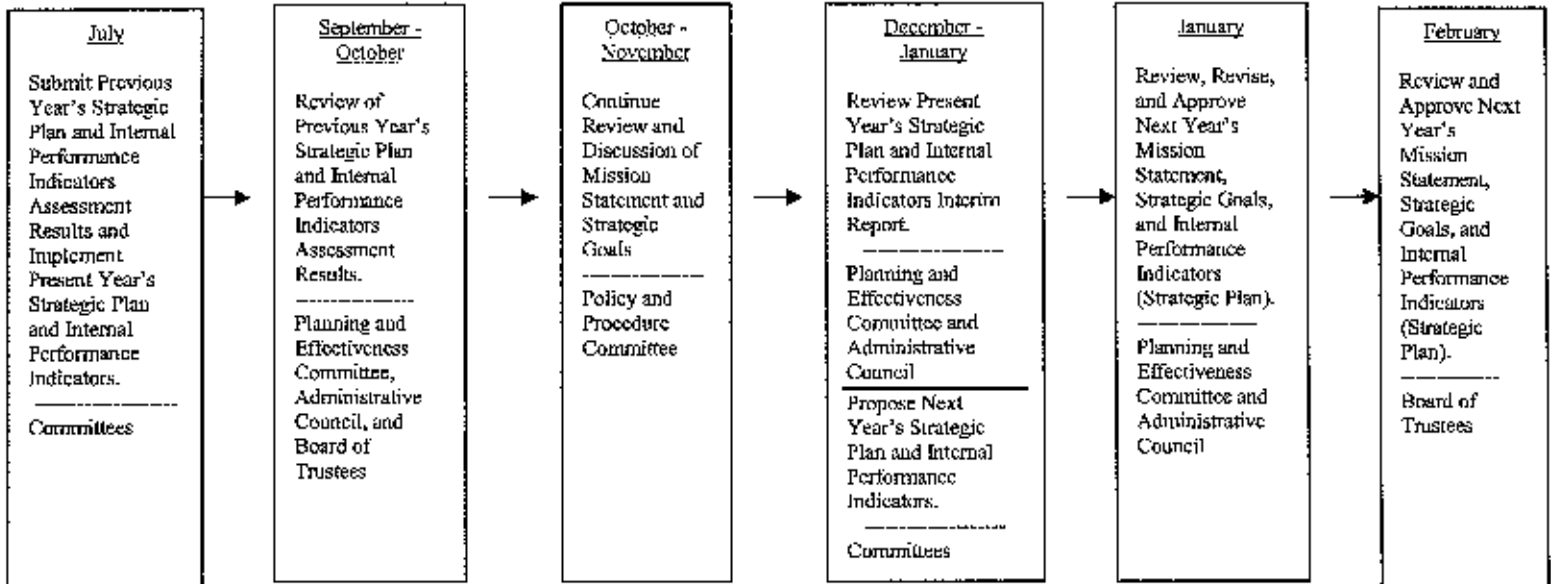 July
Submit Previous
Year's Strategic
Plan and Internal
Performance
Indicators
Assessment
Results and
Implement
Present Year's
Strategic Plan
and Internal
Performance
Indicators.
Committees
September -
October
Review of
Previous Year's
Strategic Plan
and Internal
Performance
Indicators
Assessment
Results.
Planning and
Effectiveness
Committee,
Administrative
Council, and
Board of
Trustees
October -
November
Continue
Review and
Discussion of
Mission
Statement and
Strategic
Goals
Policy and
Procedure
Committee
December -
January
Review Present
Year's Strategic
Plan and Internal
Performance
Indicators Interim
Report.
Planning and
Effectiveness
Committee and
Administrative
Council
Propose Next
Year's Strategic
Plan and Internal
Performance
Indicators.
Committees
January
Review, Revise,
and Approve
Next Year's
Mission
Statement,
Strategic Goals,
and Internal
Performance
Indicators
(Strategic Plan).
Planning and
Effectiveness
Committee and
Administrative
Council
February
Review and
Approve Next
Year's
Mission
Statement,
Strategic
Goals, and
Internal
Performance
Indicators
(Strategic
Plan).
Board of
Trustees